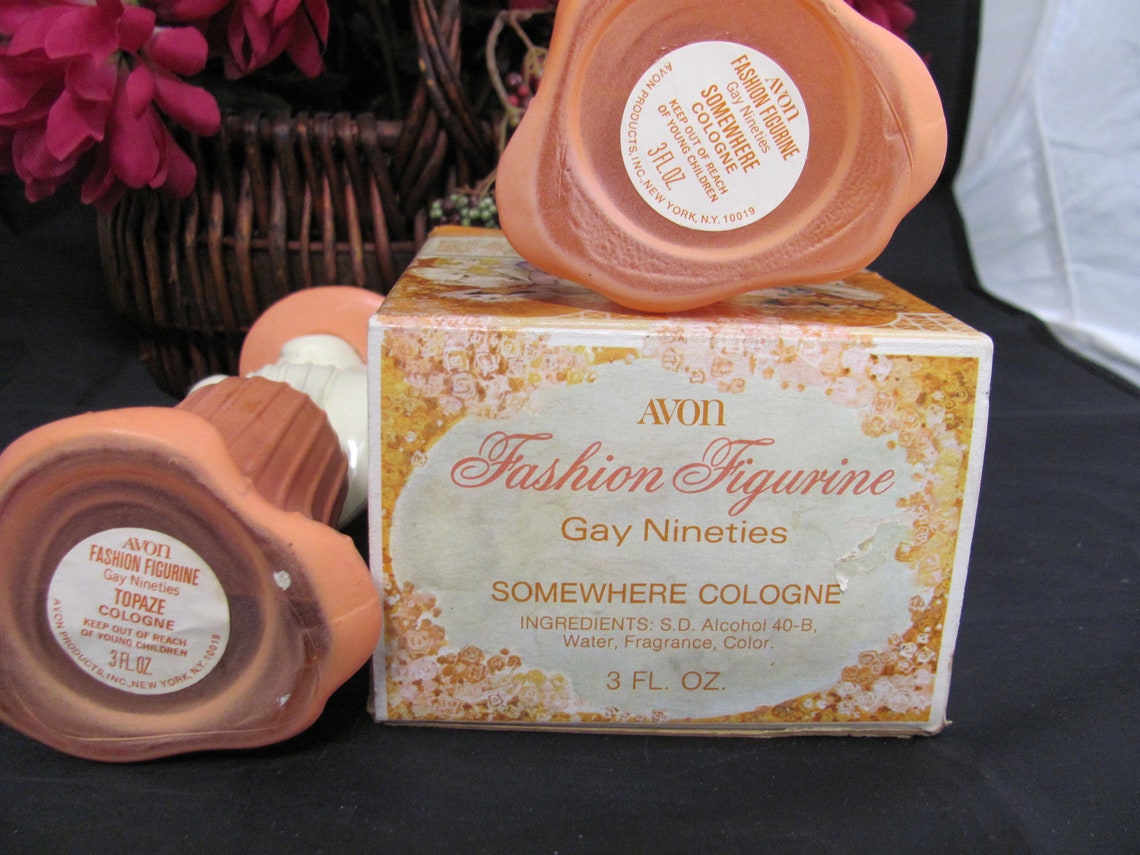 AVON
FASHION FIGURINE
Gay Nineties
SOMEWHERE
COLOGNE
KEEP OUT OF REACH
OF YOUNG CHILDREN
3 FL. OZ.
AVON PRODUCTS, INC., NEW YORK, N.Y. 10019
AVON
Fashion Figurine
Gay Nineties
SOMEWHERE COLOGNE
INGREDIENTS: S.D. Alcohol 40-B,
Water, Fragrance, Color.
3 FL. OZ.
AVON
FASHION FIGURINE
Gay Nineties
TOPAZE
COLOGNE
KEEP OUT OF REACH
OF YOUNG CHILDREN
3 FL. OZ.
AVON PRODUCTS, INC., NEW YORK, N.Y. 10019